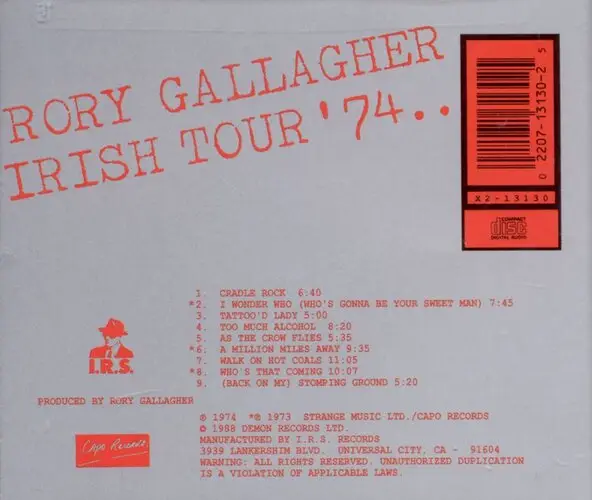 RORY GALLAGHER
IRISH TOUR '74..
0 2207-13130-2 5
X2-13130
COMPACT
disc
DIGITAL AUDIO
1. CRADLE ROCK 6:40
*2. I WONDER WHO (WHO'S GONNA BE YOUR SWEET MAN) 7:45
3. TATTOO'D LADY 5:00
4. TOO MUCH ALCOHOL 8:20
5. AS THE CROW FLIES 5:35
*6. A MILLION MILES AWAY 9:35
7. WALK ON HOT COALS 11:05
*8. WHO'S THAT COMING 10:07
9. (BACK ON MY) STOMPING GROUND 5:20
I.R.S.
PRODUCED BY RORY GALLAGHER
℗ 1974 *℗ 1973 STRANGE MUSIC LTD./CAPO RECORDS
© 1988 DEMON RECORDS LTD.
MANUFACTURED BY I.R.S. RECORDS
3939 LANKERSHIM BLVD. UNIVERSAL CITY, CA - 91604
WARNING: ALL RIGHTS RESERVED. UNAUTHORIZED DUPLICATION
IS A VIOLATION OF APPLICABLE LAWS.
Capo Records